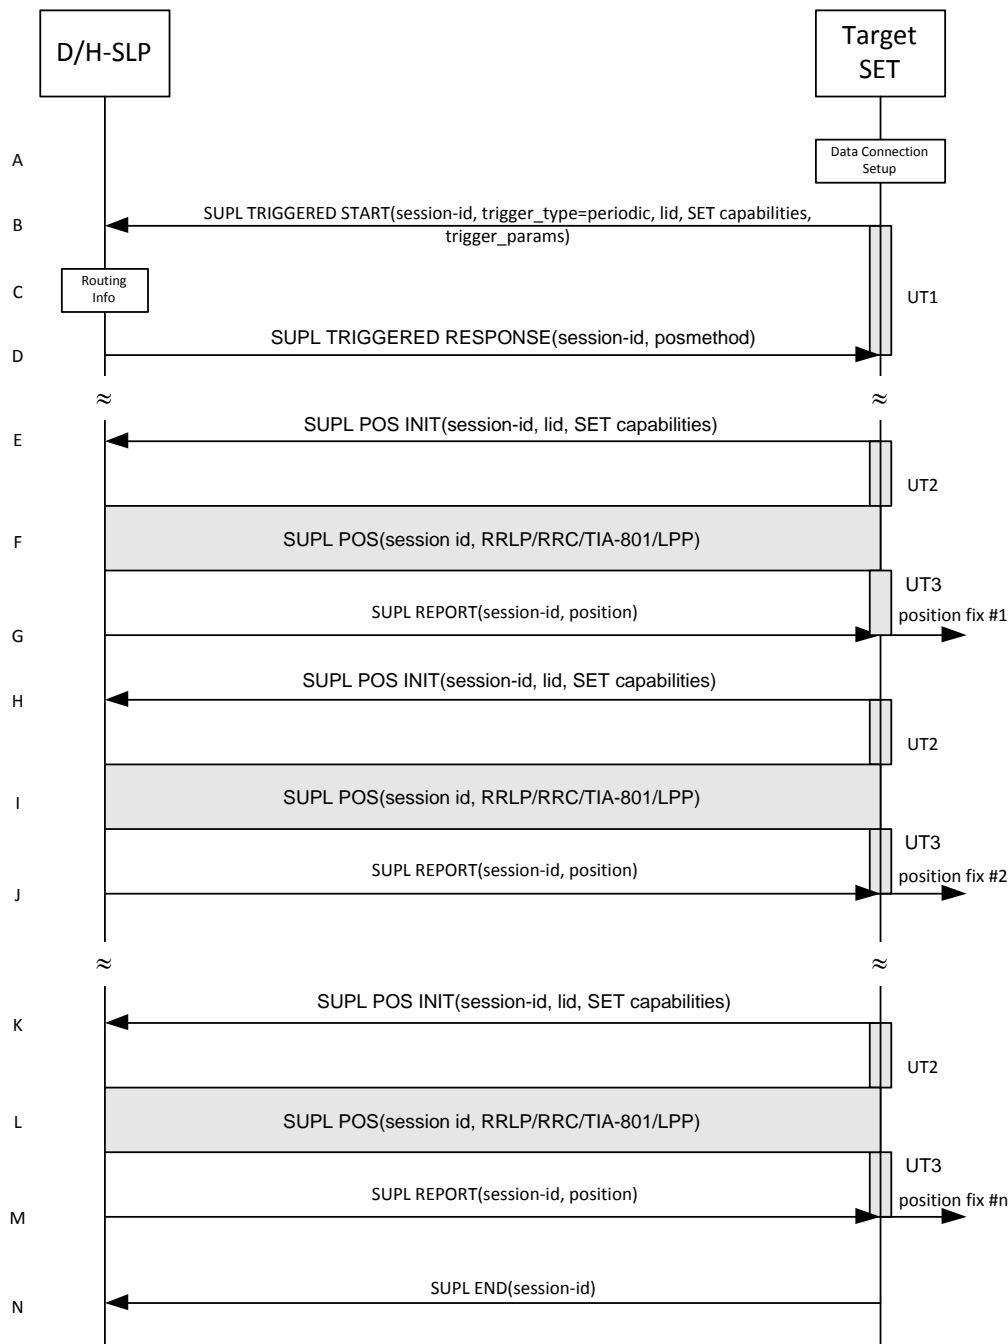 D/H-SLP
Target
SET
A
Data Connection
Setup
B
SUPL TRIGGERED START(session-id, trigger_type=periodic, lid, SET capabilities,
trigger_params)
C
Routing
Info
UT1
D
SUPL TRIGGERED RESPONSE(session-id, posmethod)
≈
≈
E
SUPL POS INIT(session-id, lid, SET capabilities)
UT2
F
SUPL POS(session id, RRLP/RRC/TIA-801/LPP)
UT3
G
SUPL REPORT(session-id, position)
position fix #1
H
SUPL POS INIT(session-id, lid, SET capabilities)
UT2
I
SUPL POS(session id, RRLP/RRC/TIA-801/LPP)
UT3
J
SUPL REPORT(session-id, position)
position fix #2
≈
≈
K
SUPL POS INIT(session-id, lid, SET capabilities)
UT2
L
SUPL POS(session id, RRLP/RRC/TIA-801/LPP)
UT3
M
SUPL REPORT(session-id, position)
position fix #n
N
SUPL END(session-id)